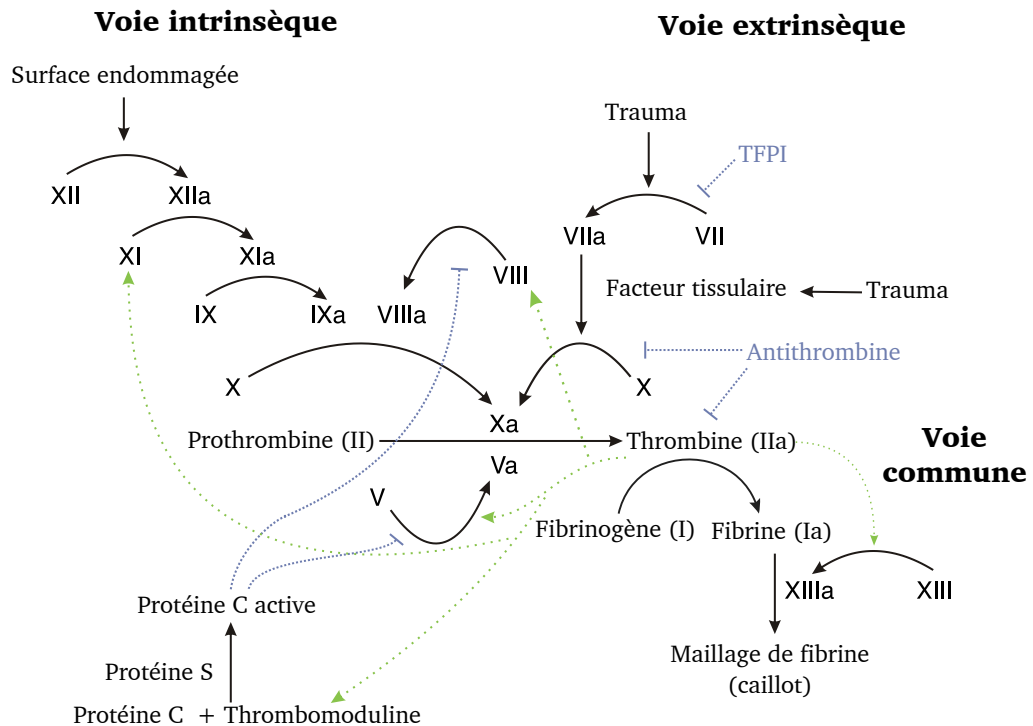 Voie intrinsèque
Voie extrinsèque
Surface endommagée
Trauma
TFPI
XII
XIIa
VIIa
VII
XI
XIa
VIII
Facteur tissulaire
Trauma
IX
IXa
VIIIa
Antithrombine
X
X
Xa
Prothrombine (II)
Thrombine (IIa)
Voie
commune
Va
V
Fibrinogène (I)
Fibrine (Ia)
XIIIa
XIII
Protéine C active
Maillage de fibrine
(caillot)
Protéine S
Protéine C + Thrombomoduline